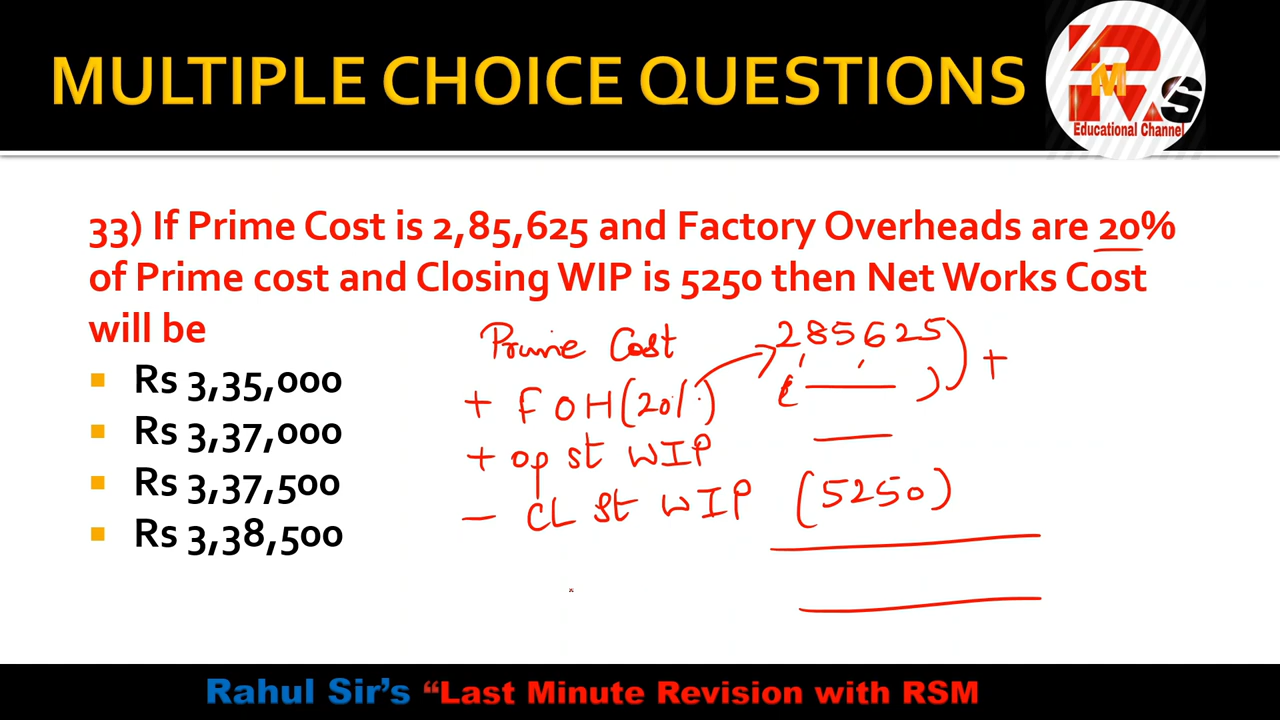 MULTIPLE CHOICE QUESTIONS
RMS
Educational Channel
33) If Prime Cost is 2,85,625 and Factory Overheads are 20%
of Prime cost and Closing WIP is 5250 then Net Works Cost
will be
Rs 3,35,000
Rs 3,37,000
Rs 3,37,500
Rs 3,38,500
Prime Cost 285625
+ FOH (20%) ( ) +
+ op st WIP
- CL St WIP (5250)
Rahul Sir's "Last Minute Revision with RSM